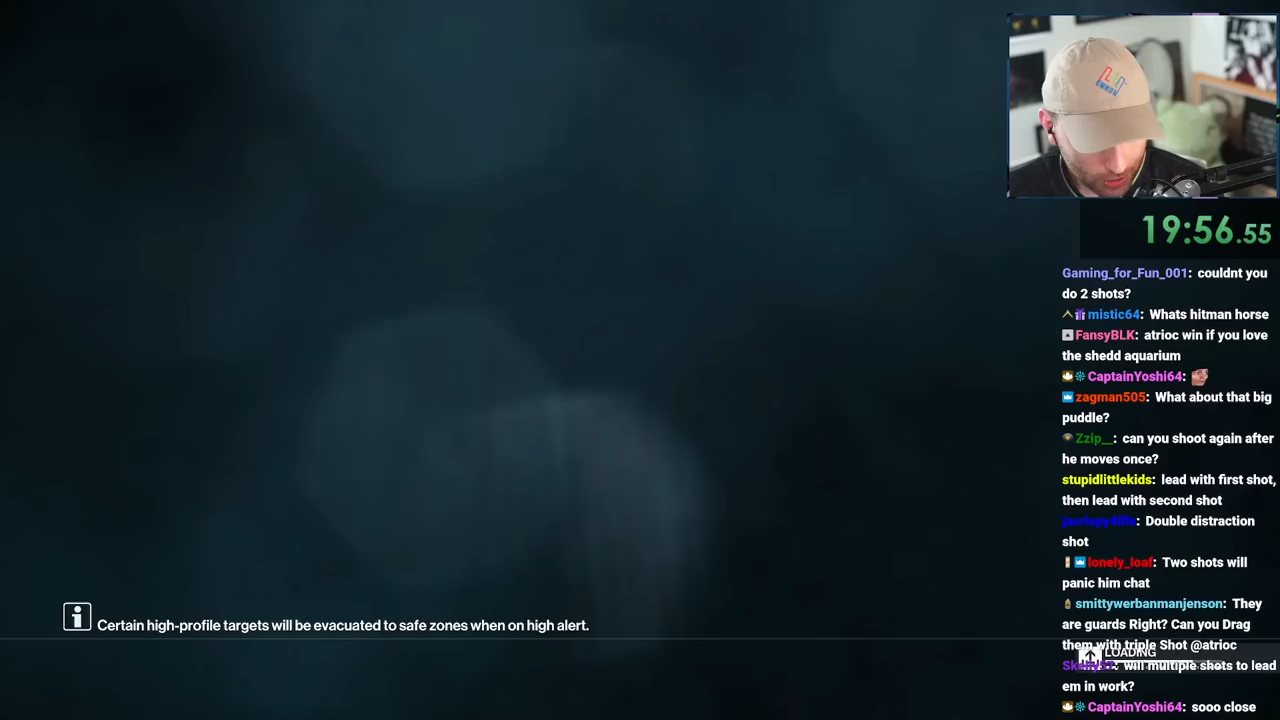 19:56.55
Gaming_for_Fun_001: couldnt you
do 2 shots?
mistic64: Whats hitman horse
FansyBLK: atrioc win if you love
the shedd aquarium
CaptainYoshi64:
zagman505: What about that big
puddle?
Zzip__: can you shoot again after
he moves once?
stupidlittlekids: lead with first shot,
then lead with second shot
Double distraction
shot
lonely_loaf: Two shots will
panic him chat
smittywerbanmanjenson: They
are guards Right? Can you Drag
them with triple Shot @atrioc
will multiple shots to lead
em in work?
CaptainYoshi64: sooo close
Certain high-profile targets will be evacuated to safe zones when on high alert.
LOADING